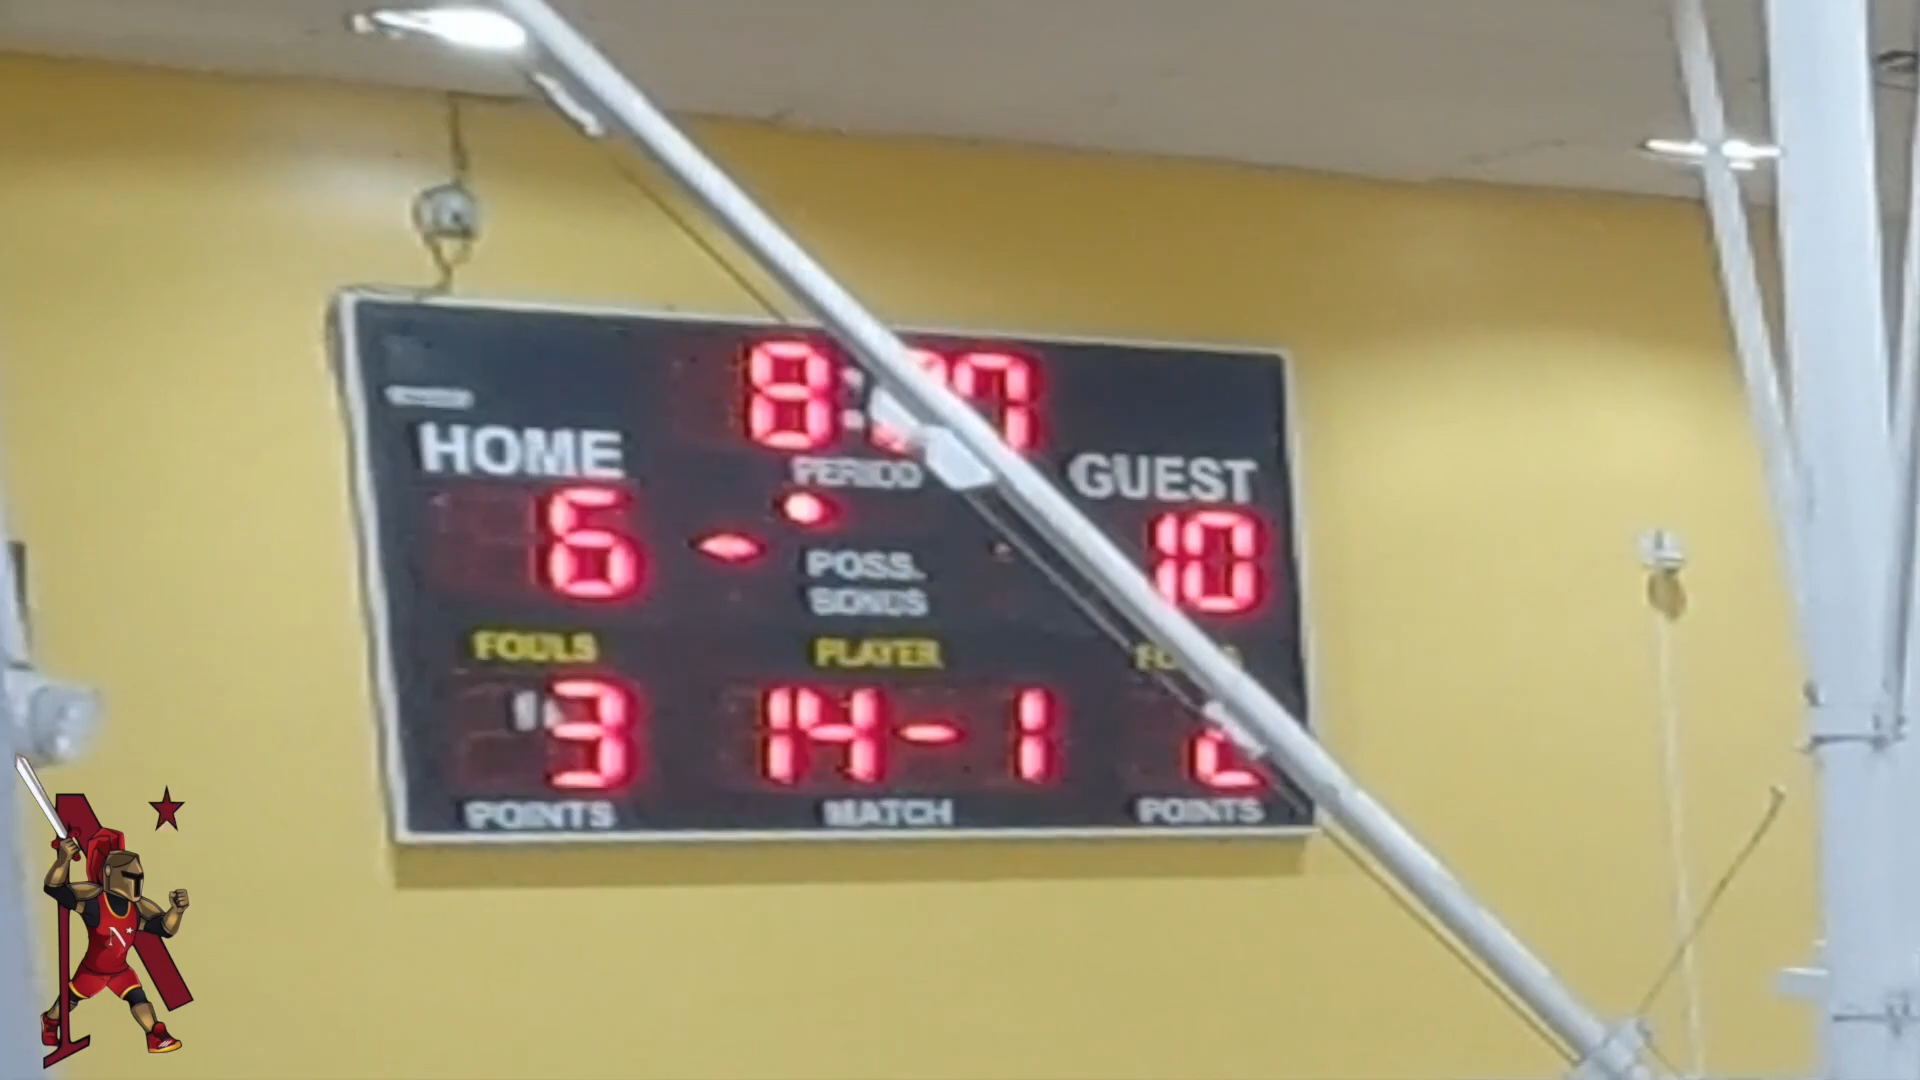 HOME
PERIOD
GUEST
6
10
POSS.
BONUS
FOULS
PLAYER
3
14-1
POINTS
MATCH
POINTS